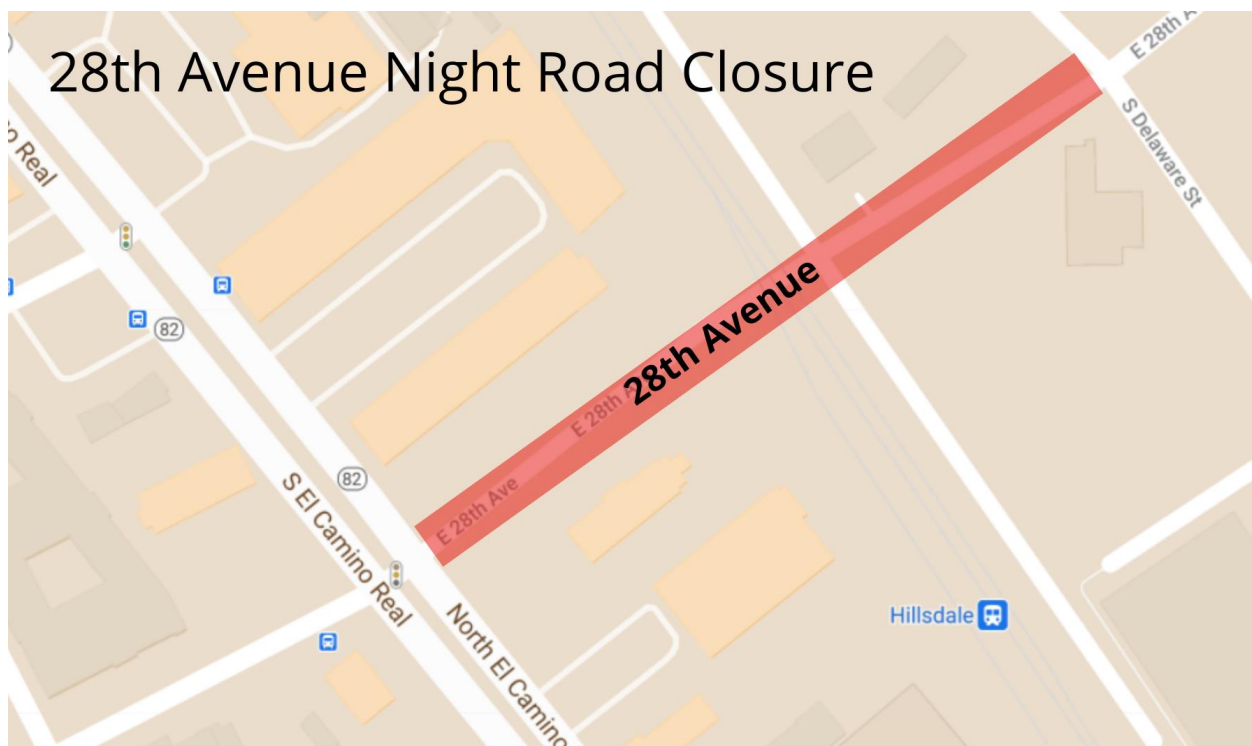 28th Avenue Night Road Closure
E 28th A
S Delaware St
o Real
82
28th Avenue
E 28th A
82
E 28th Ave
S El Camino Real
North El Camino
Hillsdale